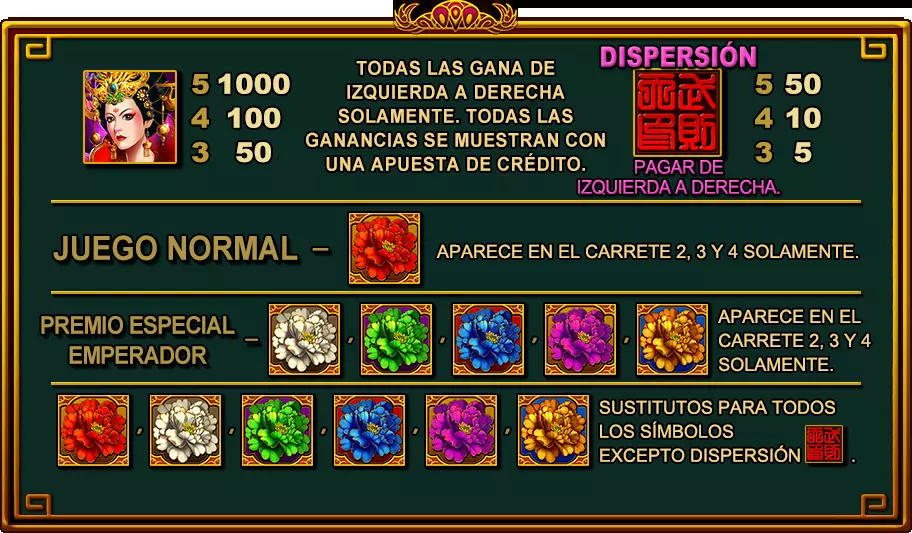 5 1000
4 100
3 50
TODAS LAS GANA DE
IZQUIERDA A DERECHA
SOLAMENTE. TODAS LAS
GANANCIAS SE MUESTRAN CON
UNA APUESTA DE CRÉDITO.
DISPERSIÓN
5 50
4 10
3 5
PAGAR DE
IZQUIERDA A DERECHA.
JUEGO NORMAL –
APARECE EN EL CARRETE 2, 3 Y 4 SOLAMENTE.
PREMIO ESPECIAL
EMPERADOR –
, , , ,
APARECE EN EL
CARRETE 2, 3 Y 4
SOLAMENTE.
, , , , ,
SUSTITUTOS PARA TODOS
LOS SÍMBOLOS
EXCEPTO DISPERSIÓN .